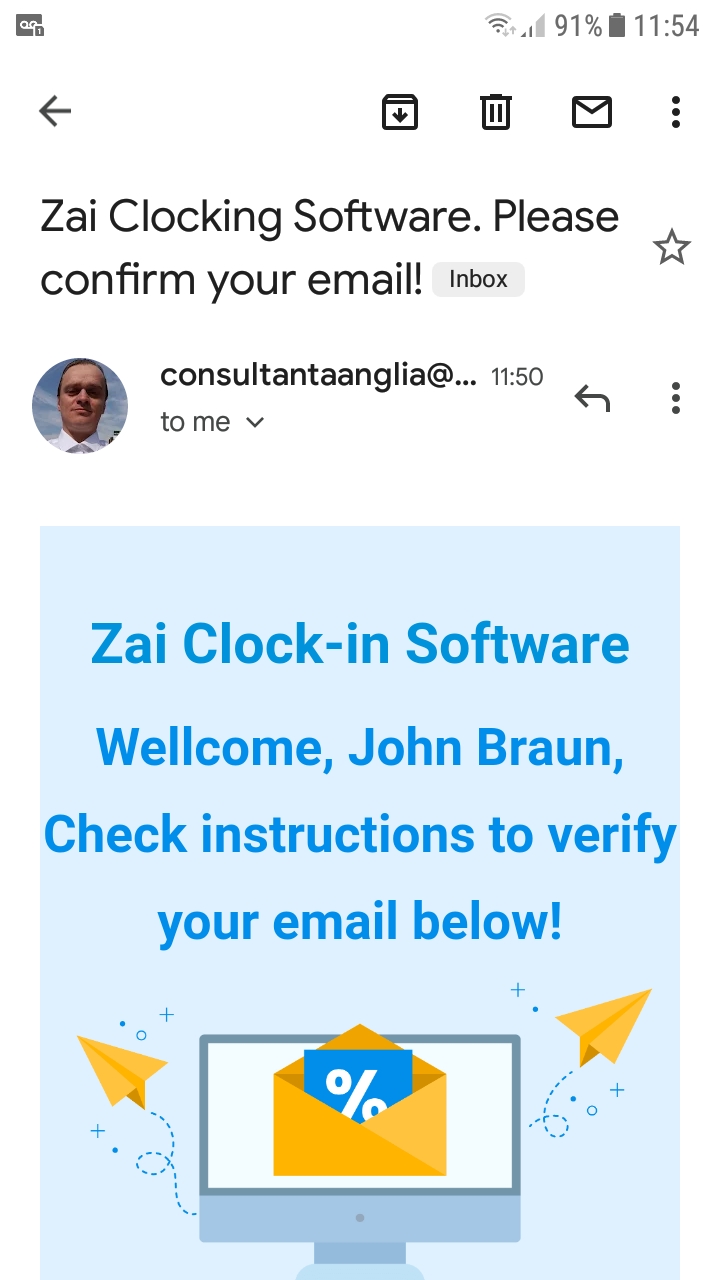 91% 11:54
Zai Clocking Software. Please
confirm your email! Inbox
consultantaanglia@... 11:50
to me
Zai Clock-in Software
Wellcome, John Braun,
Check instructions to verify
your email below!
%